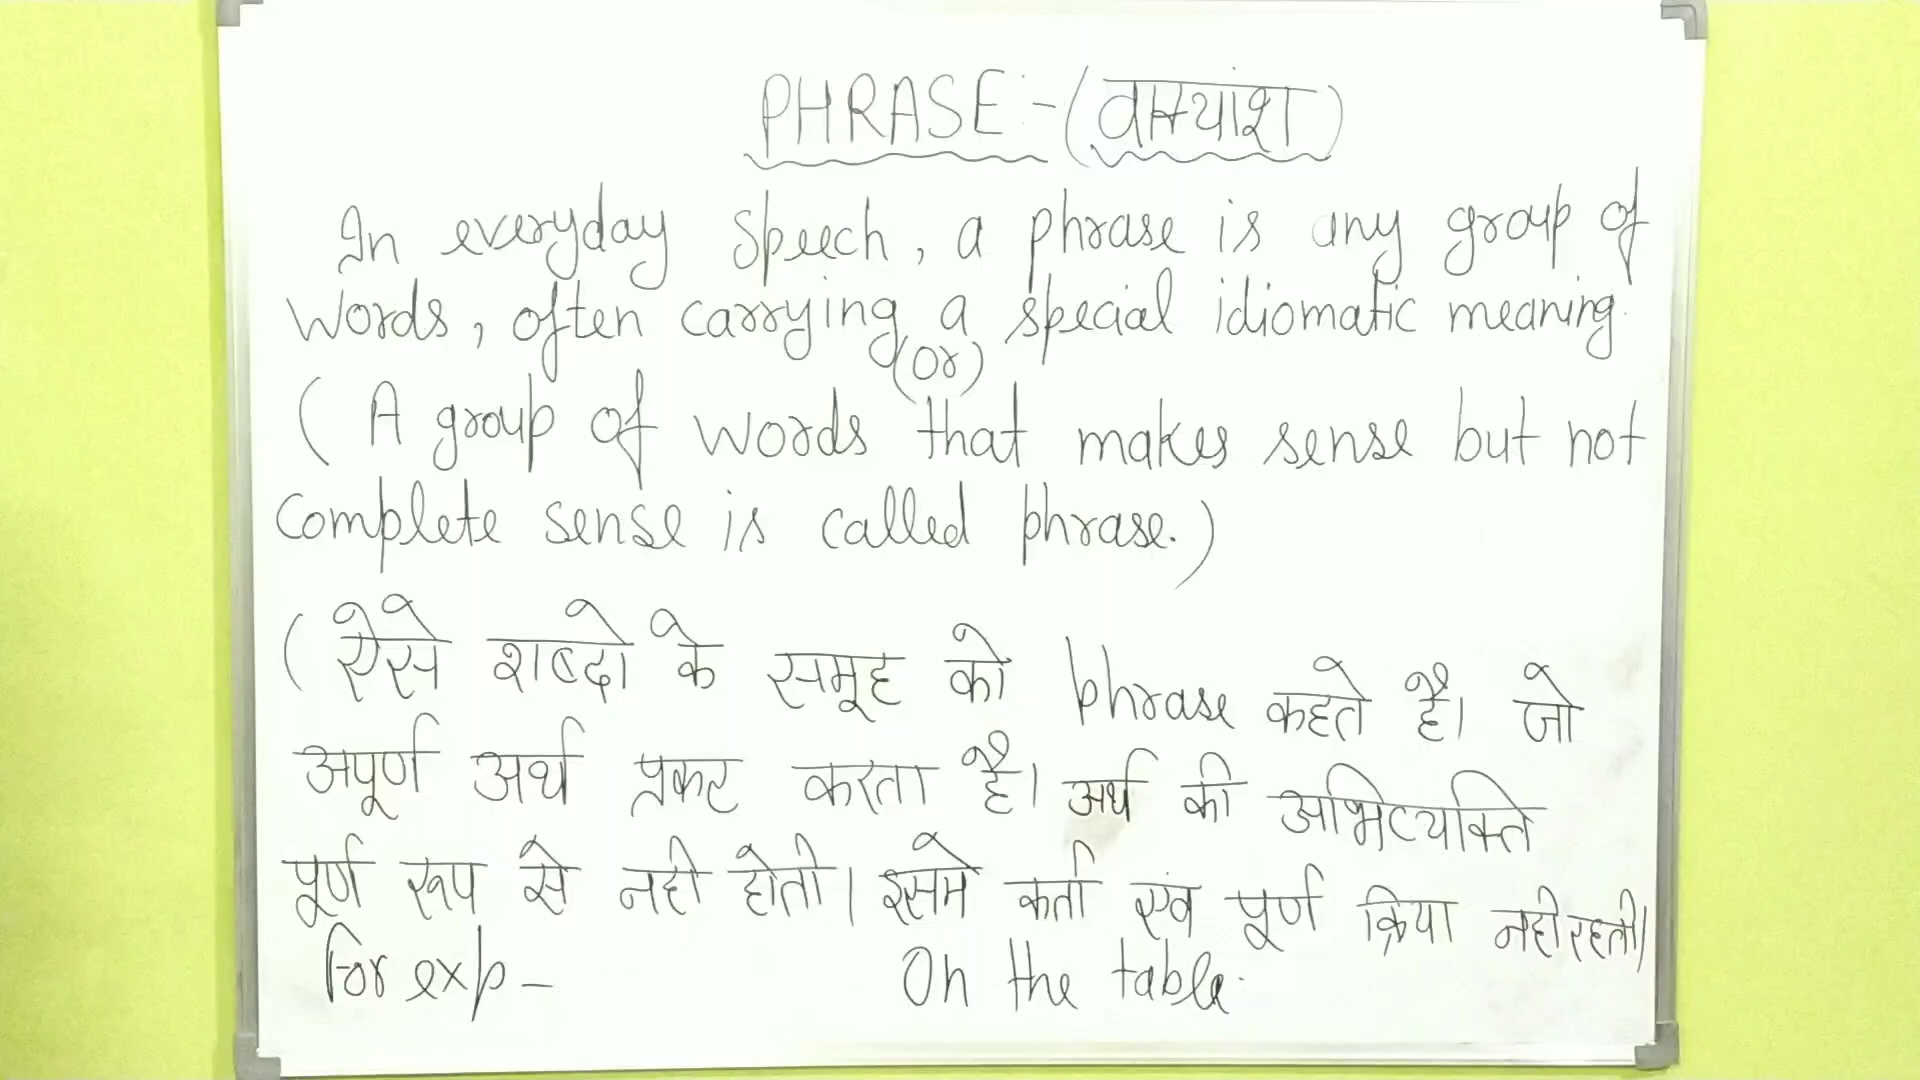 PHRASE :- (वाक्यांश)
In everyday speech, a phrase is any group of
words, often carrying a special idiomatic meaning.
(or)
( A group of words that makes sense but not
complete sense is called phrase.)
( ऐसे शब्दो के समूह को phrase कहते है। जो
अपूर्ण अर्थ प्रकट करता है। अर्थ की अभिव्यक्ति
पूर्ण रूप से नही होती। इसमे कर्ता एंव पूर्ण क्रिया नही रहती।
For exp - On the table.